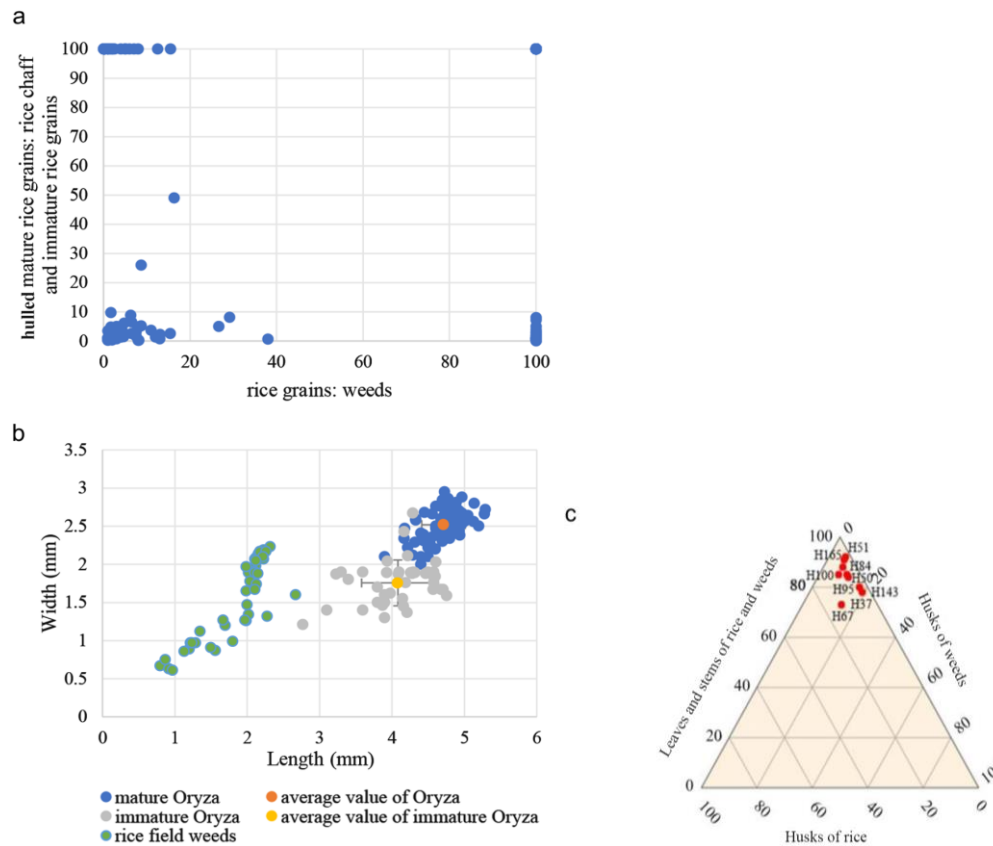 a
hulled mature rice grains: rice chaff
and immature rice grains
100
90
80
70
60
50
40
30
20
10
0
0 20 40 60 80 100
rice grains: weeds
b
Width (mm)
3.5
3
2.5
2
1.5
1
0.5
0
0 1 2 3 4 5 6
Length (mm)
mature Oryza
average value of Oryza
immature Oryza
average value of immature Oryza
rice field weeds
c
100
0
H51
H165
H84
H100
H50
20
80
H95
H143
H37
H67
40
60
60
40
80
20
10
0
Leaves and stems of rice and weeds
Husks of weeds
100 80 60 40 20 0
Husks of rice